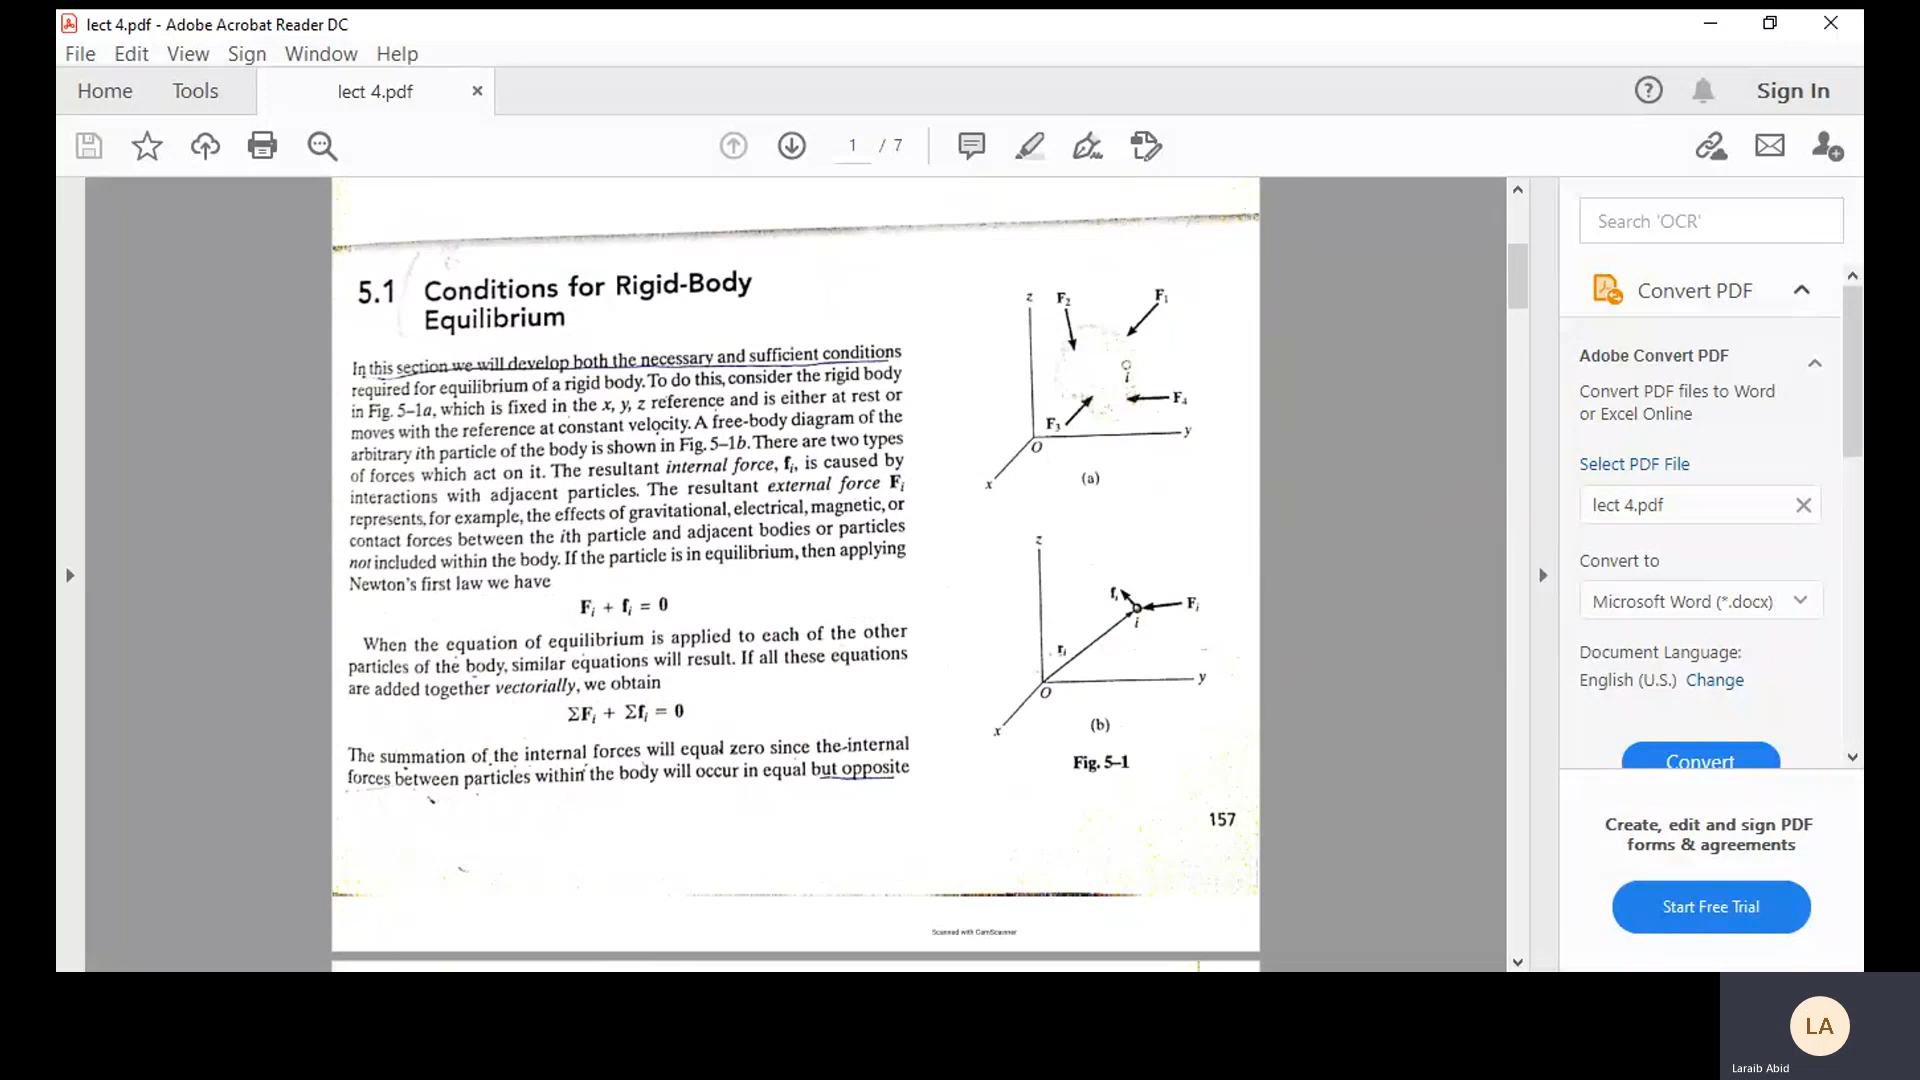 lect 4.pdf - Adobe Acrobat Reader DC
File Edit View Sign Window Help
Home Tools lect 4.pdf Sign In
1 / 7
5.1 Conditions for Rigid-Body
Equilibrium
In this section we will develop both the necessary and sufficient conditions
required for equilibrium of a rigid body. To do this, consider the rigid body
in Fig. 5–1a, which is fixed in the x, y, z reference and is either at rest or
moves with the reference at constant velocity. A free-body diagram of the
arbitrary ith particle of the body is shown in Fig. 5–1b. There are two types
of forces which act on it. The resultant internal force, fi, is caused by
interactions with adjacent particles. The resultant external force Fi
represents, for example, the effects of gravitational, electrical, magnetic, or
contact forces between the ith particle and adjacent bodies or particles
not included within the body. If the particle is in equilibrium, then applying
Newton's first law we have
Fi + fi = 0
When the equation of equilibrium is applied to each of the other
particles of the body, similar equations will result. If all these equations
are added together vectorially, we obtain
ΣFi + Σfi = 0
The summation of the internal forces will equal zero since the internal
forces between particles within the body will occur in equal but opposite
z F2 F1
i
F4
F3
O y
x
(a)
z
fi Fi
i
ri
O y
x
(b)
Fig. 5–1
157
Scanned with CamScanner
Search 'OCR'
Convert PDF
Adobe Convert PDF
Convert PDF files to Word
or Excel Online
Select PDF File
lect 4.pdf
Convert to
Microsoft Word (*.docx)
Document Language:
English (U.S.) Change
Convert
Create, edit and sign PDF
forms & agreements
Start Free Trial
LA
Laraib Abid